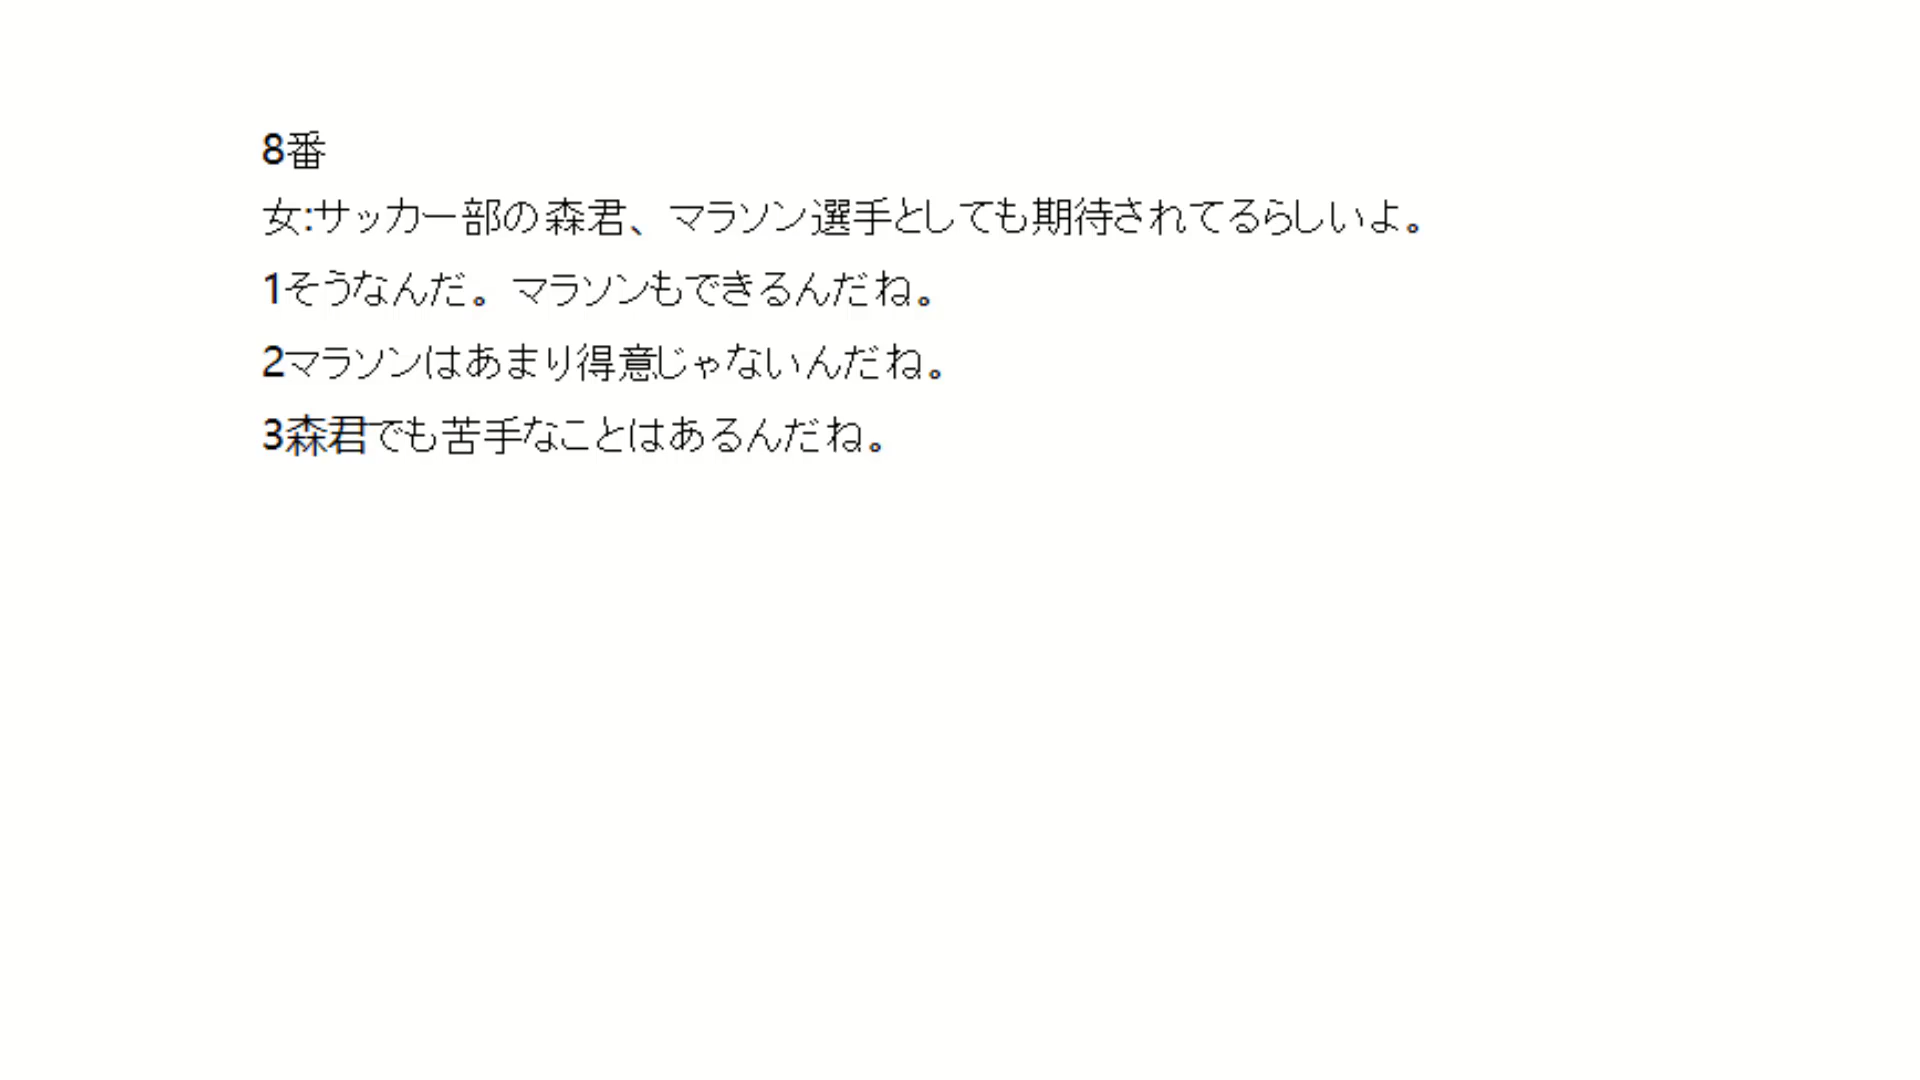 8番
女:サッカー部の森君、マラソン選手としても期待されてるらしいよ。
1そうなんだ。マラソンもできるんだね。
2マラソンはあまり得意じゃないんだね。
3森君でも苦手なことはあるんだね。